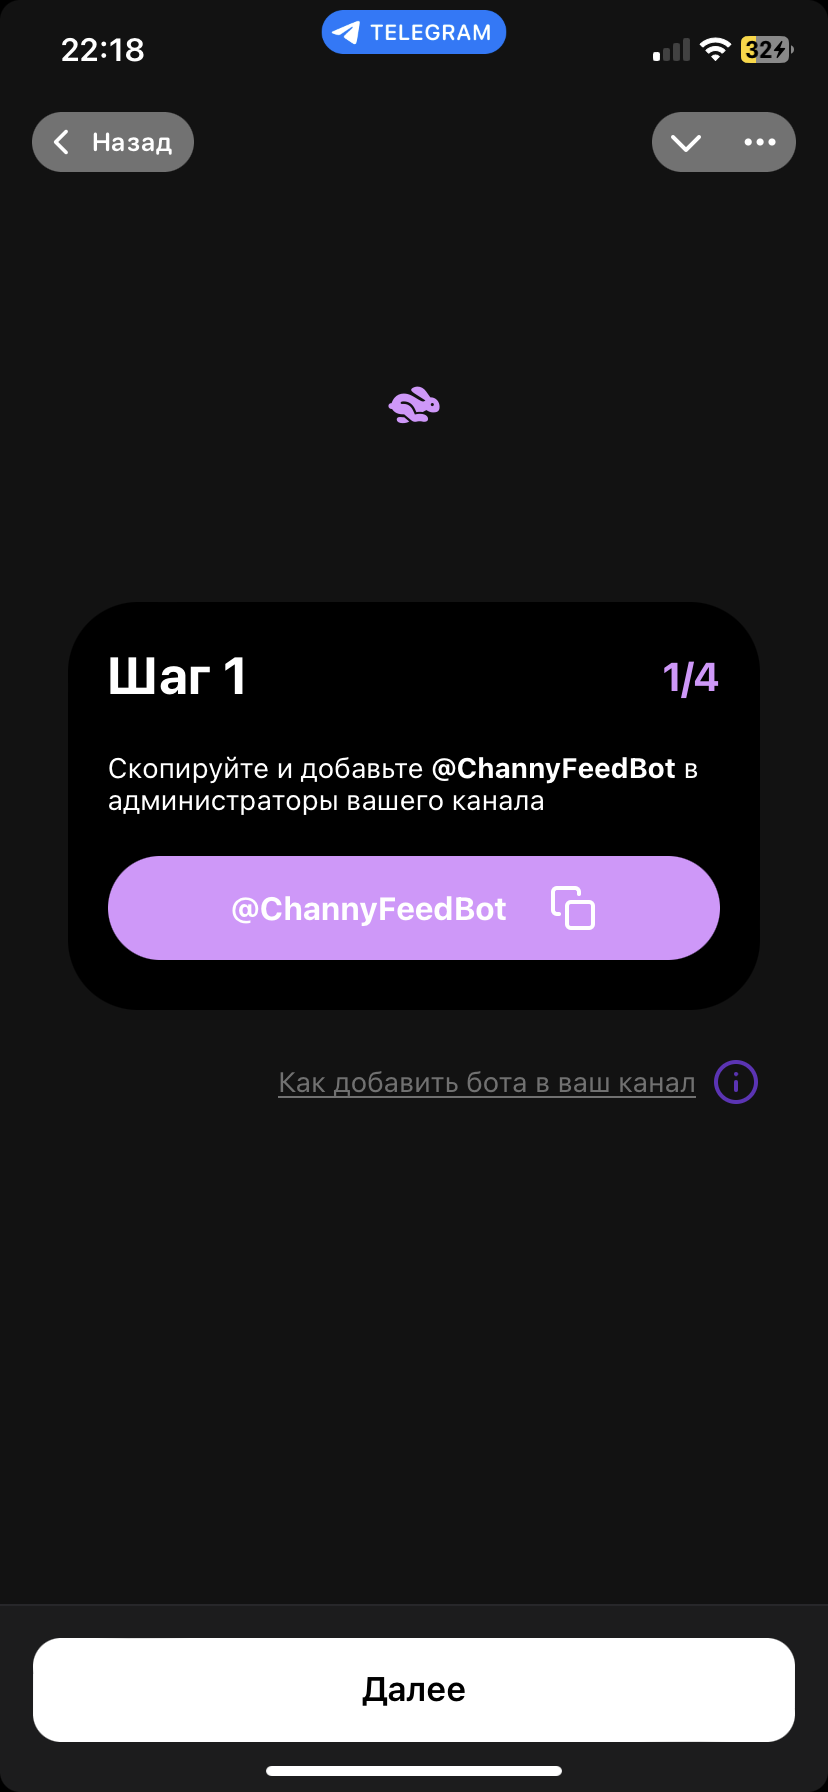 22:18
TELEGRAM
32
Назад
Шаг 1
1/4
Скопируйте и добавьте @ChannyFeedBot в
администраторы вашего канала
@ChannyFeedBot
Как добавить бота в ваш канал
Далее